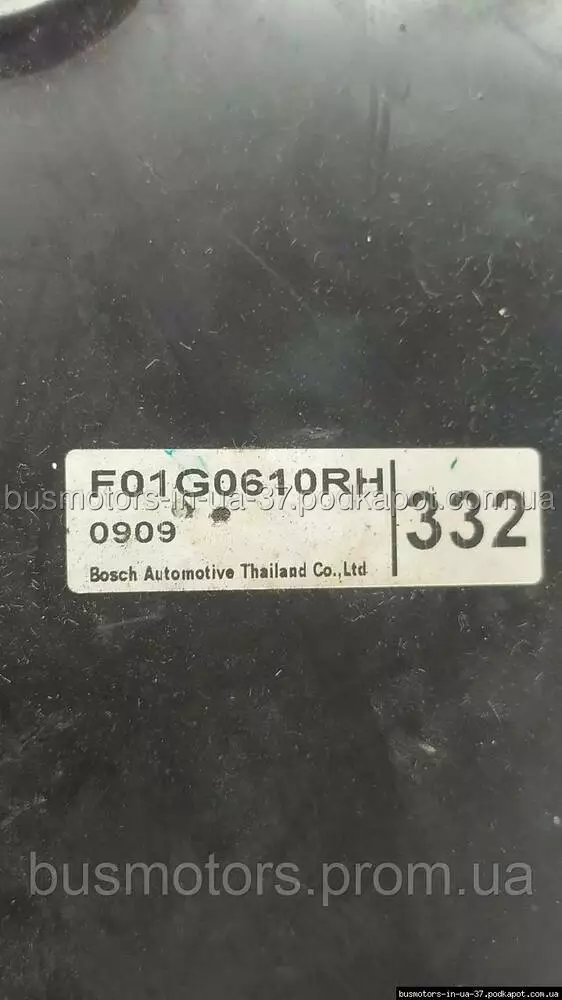 F01G0610RH
busmotors-in-ua-37.podkapot.com.ua
0909
332
Bosch Automotive Thailand Co.,Ltd
busmotors.prom.ua
busmotors-in-ua-37.podkapot.com.ua